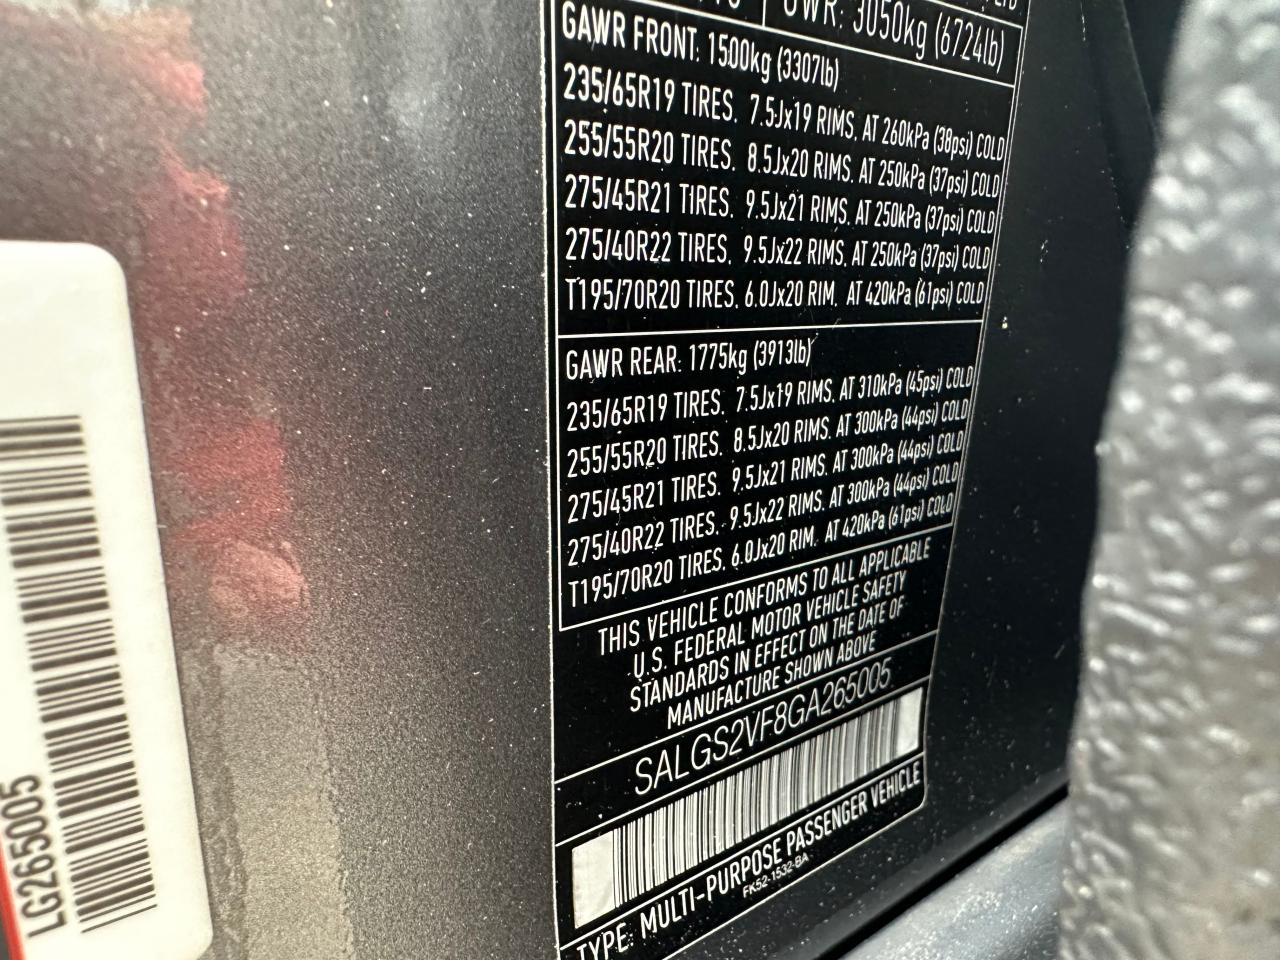 GVWR: 3050kg (6724lb)
GAWR FRONT: 1500kg (3307lb)
235/65R19 TIRES, 7.5Jx19 RIMS, AT 260kPa (38psi) COLD
255/55R20 TIRES, 8.5Jx20 RIMS, AT 250kPa (37psi) COLD
275/45R21 TIRES, 9.5Jx21 RIMS, AT 250kPa (37psi) COLD
275/40R22 TIRES, 9.5Jx22 RIMS, AT 250kPa (37psi) COLD
T195/70R20 TIRES, 6.0Jx20 RIM, AT 420kPa (61psi) COLD
GAWR REAR: 1775kg (3913lb)
235/65R19 TIRES, 7.5Jx19 RIMS, AT 310kPa (45psi) COLD
255/55R20 TIRES, 8.5Jx20 RIMS, AT 300kPa (44psi) COLD
275/45R21 TIRES, 9.5Jx21 RIMS, AT 300kPa (44psi) COLD
275/40R22 TIRES, 9.5Jx22 RIMS, AT 300kPa (44psi) COLD
T195/70R20 TIRES, 6.0Jx20 RIM, AT 420kPa (61psi) COLD
THIS VEHICLE CONFORMS TO ALL APPLICABLE
U.S. FEDERAL MOTOR VEHICLE SAFETY
STANDARDS IN EFFECT ON THE DATE OF
MANUFACTURE SHOWN ABOVE
SALGS2VF8GA265005
TYPE: MULTI-PURPOSE PASSENGER VEHICLE
FK52-1532-BA
LG265005